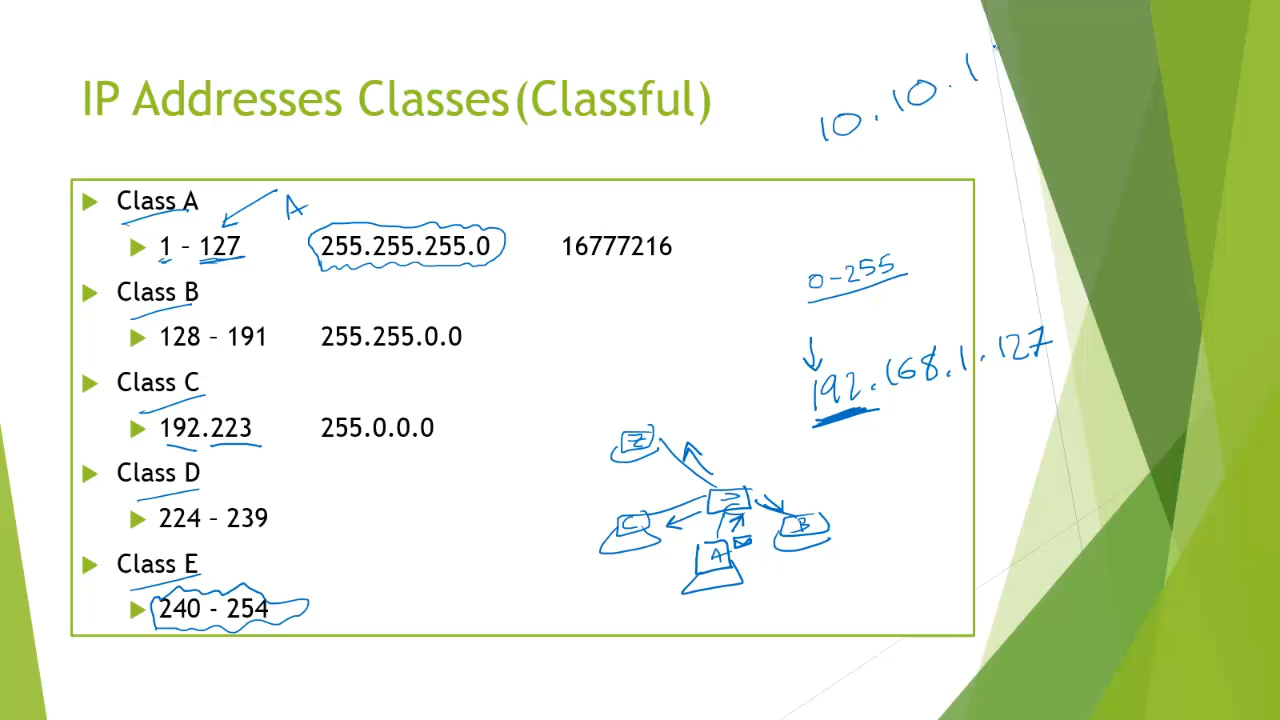 IP Addresses Classes(Classful)
10.10.1.
Class A
A
1 – 127 255.255.255.0 16777216
0-255
Class B
128 – 191 255.255.0.0
192.168.1.127
Class C
192.223 255.0.0.0
Z
Class D
224 – 239
C
B
A
Class E
240 - 254